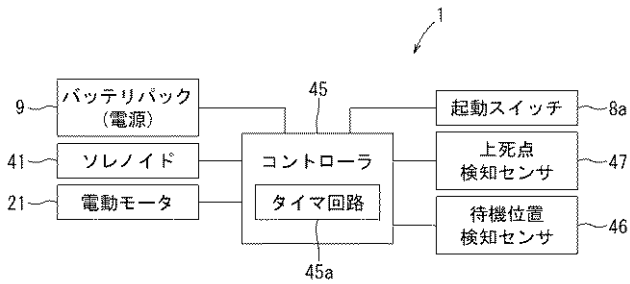 1
9
バッテリパック
(電源)
45
起動スイッチ
8a
41
ソレノイド
コントローラ
上死点
検知センサ
47
21
電動モータ
タイマ回路
待機位置
検知センサ
46
45a